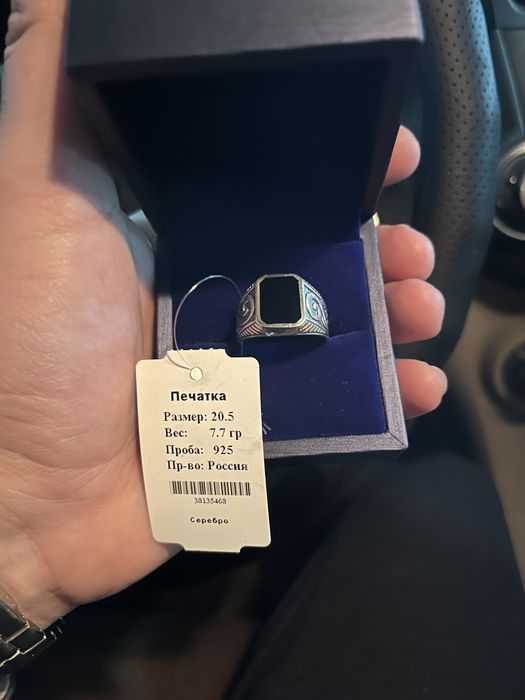 Печатка
Размер: 20.5
Вес: 7.7 гр
Проба: 925
Пр-во: Россия
38135468
Серебро